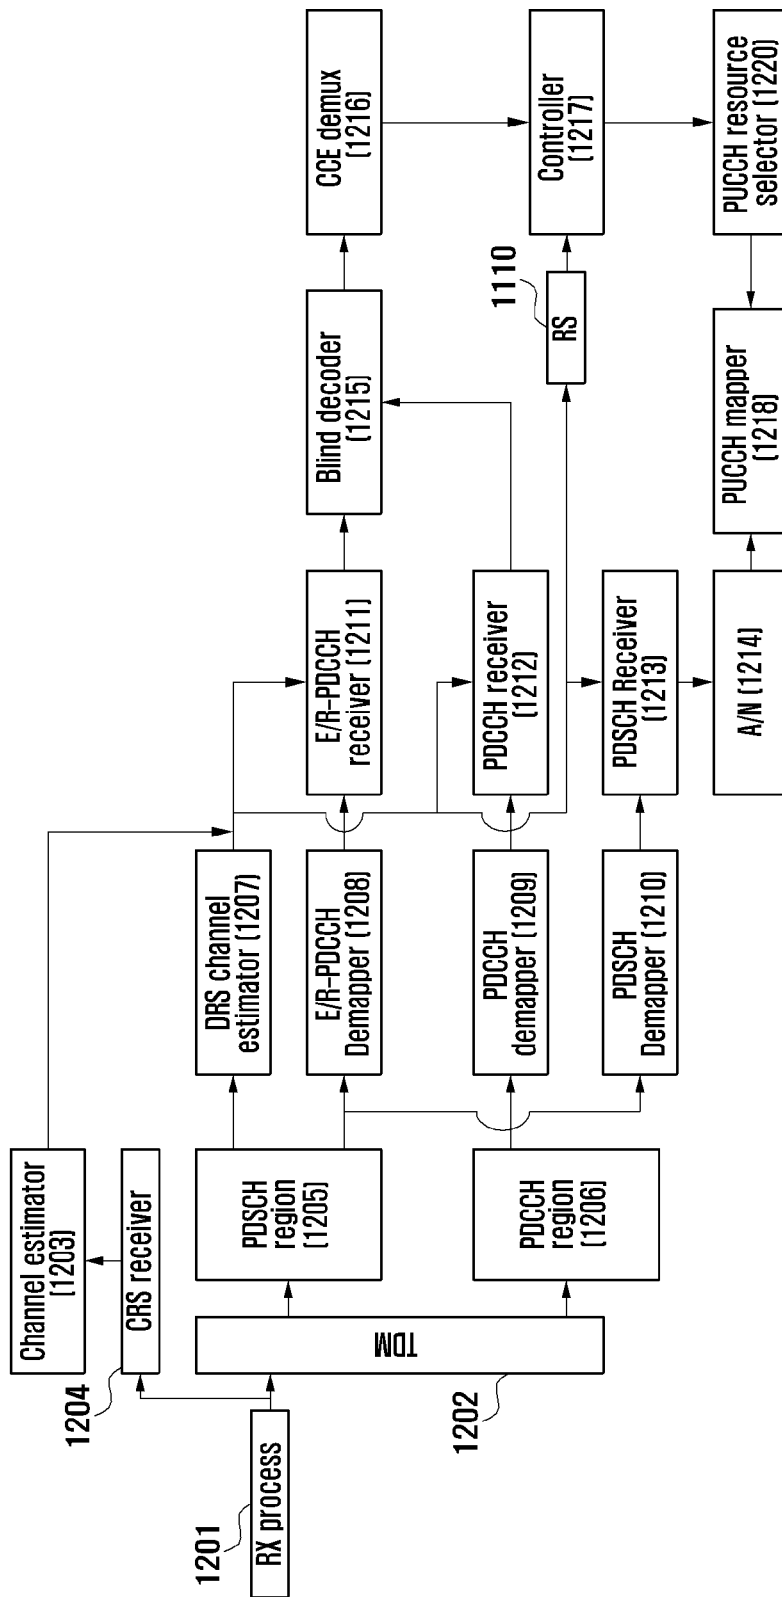 1201
RX process
1204
CRS receiver
Channel estimator
(1203)
1202
TDM
PDSCH
region
(1205)
PDCCH
region
(1206)
DRS channel
estimator (1207)
E/R-PDCCH
Demapper (1208)
PDCCH
demapper (1209)
PDSCH
Demapper (1210)
E/R-PDCCH
receiver (1211)
PDCCH receiver
(1212)
PDSCH Receiver
(1213)
A/N (1214)
Blind decoder
(1215)
1110
RS
PUCCH mapper
(1218)
CCE demux
(1216)
Controller
(1217)
PUCCH resource
selector (1220)